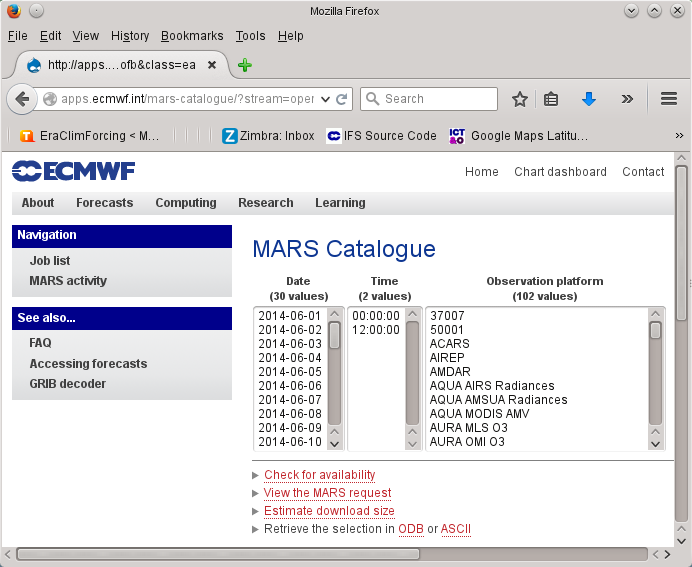 Mozilla Firefox
File Edit View History Bookmarks Tools Help
http://apps.…ofb&class=ea
apps.ecmwf.int/mars-catalogue/?stream=oper
Search
EraClimForcing < M…
Zimbra: Inbox
IFS Source Code
ICT&O
Google Maps Latitu…
ECMWF
Home Chart dashboard Contact
About Forecasts Computing Research Learning
Navigation
Job list
MARS activity
See also...
FAQ
Accessing forecasts
GRIB decoder
MARS Catalogue
Date
(30 values)
2014-06-01
2014-06-02
2014-06-03
2014-06-04
2014-06-05
2014-06-06
2014-06-07
2014-06-08
2014-06-09
2014-06-10
Time
(2 values)
00:00:00
12:00:00
Observation platform
(102 values)
37007
50001
ACARS
AIREP
AMDAR
AQUA AIRS Radiances
AQUA AMSUA Radiances
AQUA MODIS AMV
AURA MLS O3
AURA OMI O3
Check for availability
View the MARS request
Estimate download size
Retrieve the selection in ODB or ASCII